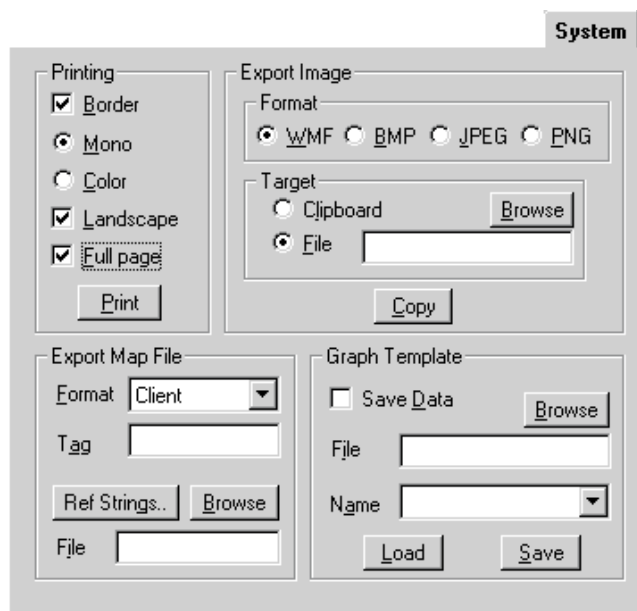 System
Printing
Border
Mono
Color
Landscape
Full page
Print
Export Image
Format
WMF BMP JPEG PNG
Target
Clipboard Browse
File
Copy
Export Map File
Format Client
Tag
Ref Strings.. Browse
File
Graph Template
Save Data Browse
File
Name
Load Save